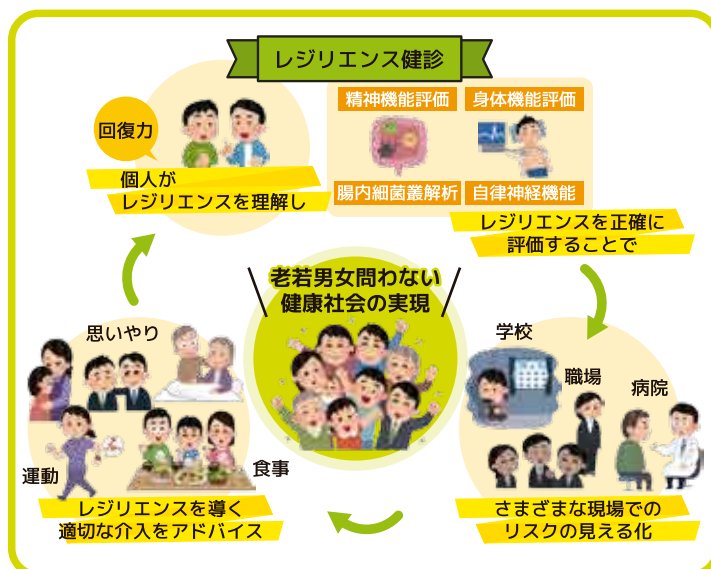 レジリエンス健診
回復力
個人が
レジリエンスを理解し
精神機能評価
身体機能評価
腸内細菌叢解析
自律神経機能
レジリエンスを正確に
評価することで
老若男女問わない
健康社会の実現
学校
職場
病院
さまざまな現場での
リスクの見える化
思いやり
運動
食事
レジリエンスを導く
適切な介入をアドバイス